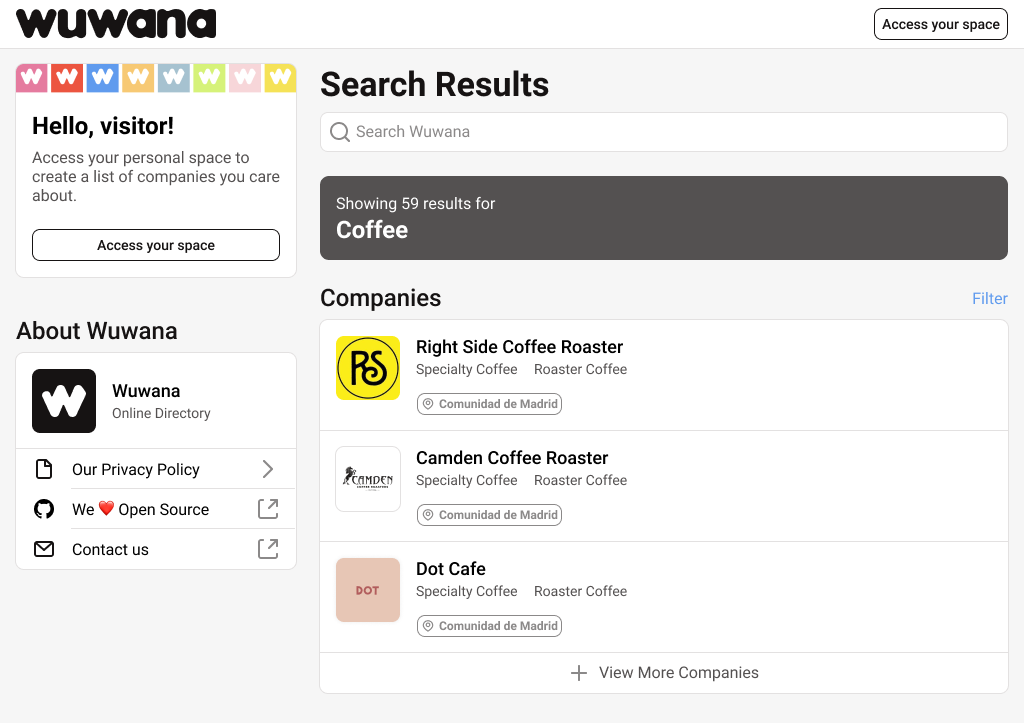 wuwana
Access your space
Hello, visitor!
Access your personal space to
create a list of companies you care
about.
Access your space
About Wuwana
Wuwana
Online Directory
Our Privacy Policy
We ❤️ Open Source
Contact us
Search Results
Search Wuwana
Showing 59 results for
Coffee
Companies
Filter
RS
Right Side Coffee Roaster
Specialty Coffee Roaster Coffee
Comunidad de Madrid
CAMDEN
Camden Coffee Roaster
Specialty Coffee Roaster Coffee
Comunidad de Madrid
DOT
Dot Cafe
Specialty Coffee Roaster Coffee
Comunidad de Madrid
View More Companies